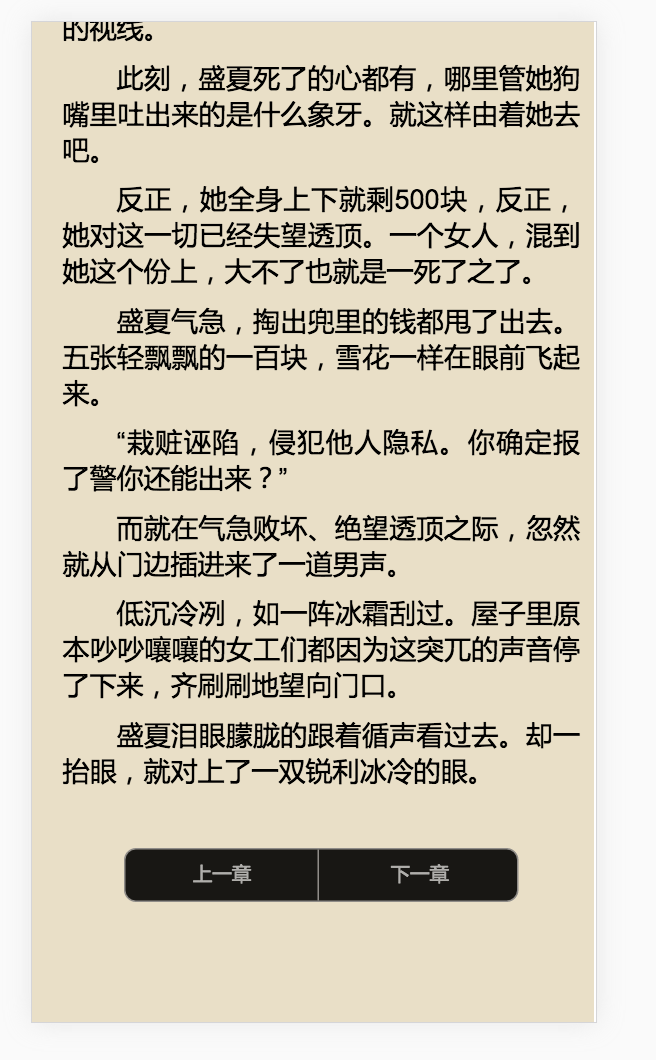 的视线。
此刻，盛夏死了的心都有，哪里管她狗
嘴里吐出来的是什么象牙。就这样由着她去
吧。
反正，她全身上下就剩500块，反正，
她对这一切已经失望透顶。一个女人，混到
她这个份上，大不了也就是一死了之了。
盛夏气急，掏出兜里的钱都甩了出去。
五张轻飘飘的一百块，雪花一样在眼前飞起
来。
“栽赃诬陷，侵犯他人隐私。你确定报
了警你还能出来？”
而就在气急败坏、绝望透顶之际，忽然
就从门边插进来了一道男声。
低沉冷冽，如一阵冰霜刮过。屋子里原
本吵吵嚷嚷的女工们都因为这突兀的声音停
了下来，齐刷刷地望向门口。
盛夏泪眼朦胧的跟着循声看过去。却一
抬眼，就对上了一双锐利冰冷的眼。
上一章
下一章